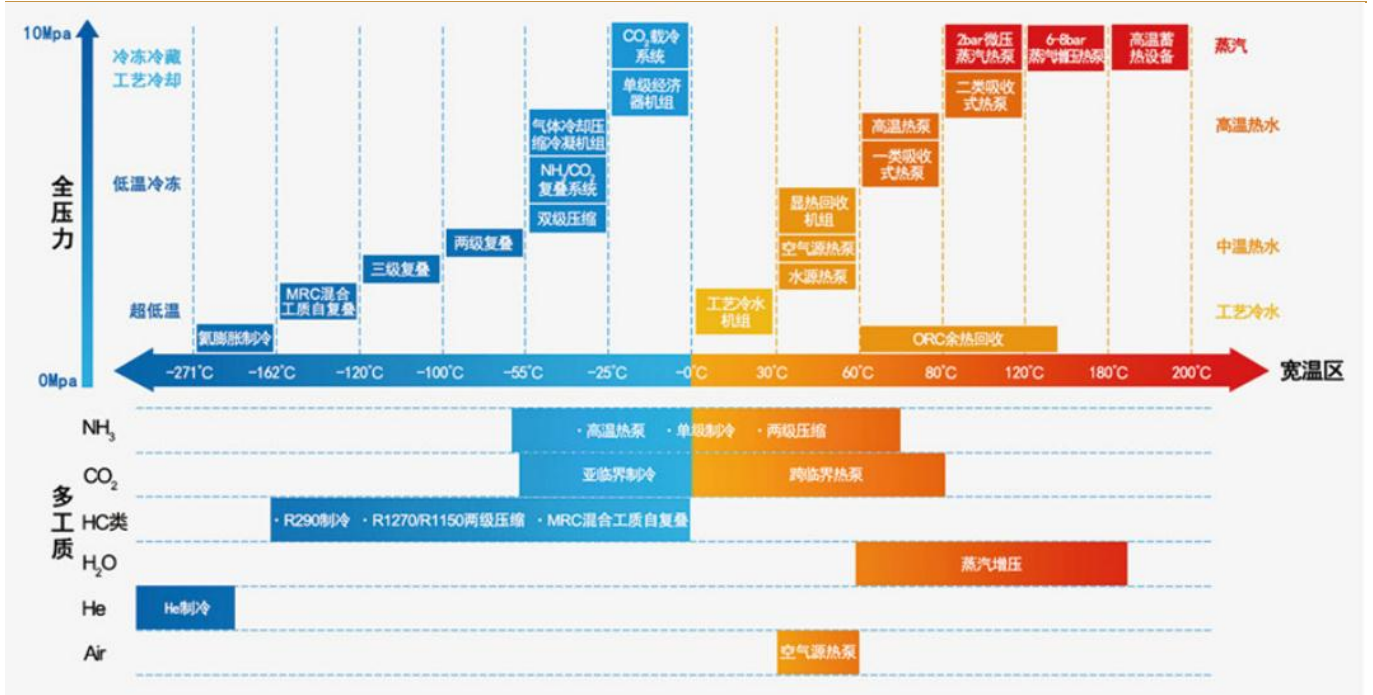 10Mpa
全压力
0Mpa
冷冻冷藏
工艺冷却
低温冷冻
超低温
氦膨胀制冷
MRC混合
工质自复叠
三级复叠
两级复叠
气体冷却压
缩冷凝机组
NH₃/CO₂
复叠系统
双级压缩
CO₂载冷
系统
单级经济
器机组
工艺冷水
机组
显热回收
机组
空气源热泵
水源热泵
高温热泵
一类吸收
式热泵
2bar微压
蒸汽热泵
二类吸收
式热泵
6-8bar
蒸汽增压热泵
高温蓄
热设备
ORC余热回收
蒸汽
高温热水
中温热水
工艺冷水
-271℃
-162℃
-120℃
-100℃
-55℃
-25℃
-0℃
30℃
60℃
80℃
120℃
180℃
200℃
宽温区
多工质
NH₃
·高温热泵 ·单级制冷 ·两级压缩
CO₂
亚临界制冷
跨临界热泵
HC类
·R290制冷 ·R1270/R1150两级压缩 ·MRC混合工质自复叠
H₂O
蒸汽增压
He
He制冷
Air
空气源热泵